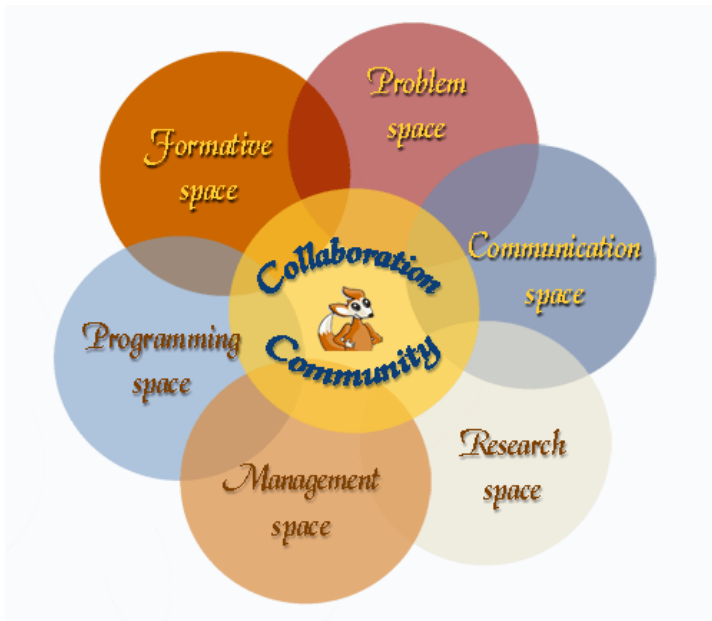 Problem
space
Formative
space
Communication
space
Collaboration
Community
Programming
space
Research
space
Management
space